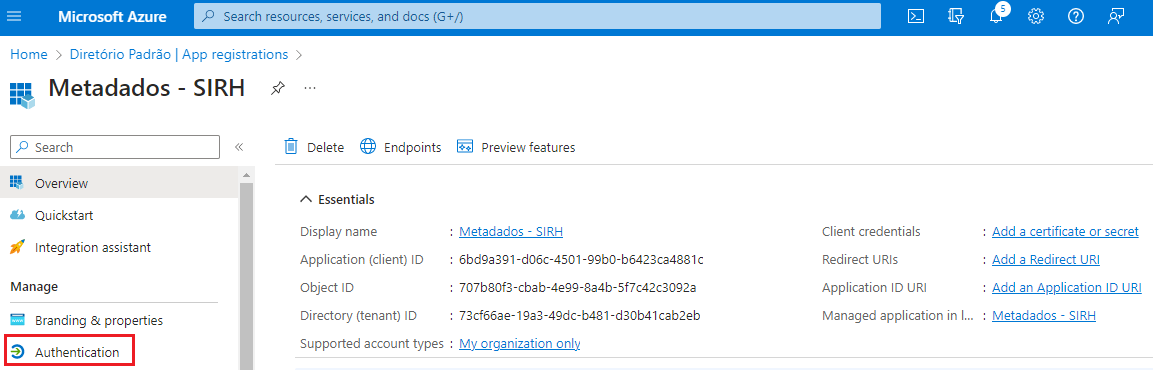 Microsoft Azure
Search resources, services, and docs (G+/)
5
Home > Diretório Padrão | App registrations >
Metadados - SIRH
...
Search
«
Delete
Endpoints
Preview features
Overview
Quickstart
Integration assistant
Manage
Branding & properties
Authentication
Essentials
Display name : Metadados - SIRH
Application (client) ID : 6bd9a391-d06c-4501-99b0-b6423ca4881c
Object ID : 707b80f3-cbab-4e99-8a4b-5f7c42c3092a
Directory (tenant) ID : 73cf66ae-19a3-49dc-b481-d30b41cab2eb
Supported account types : My organization only
Client credentials : Add a certificate or secret
Redirect URIs : Add a Redirect URI
Application ID URI : Add an Application ID URI
Managed application in l... : Metadados - SIRH